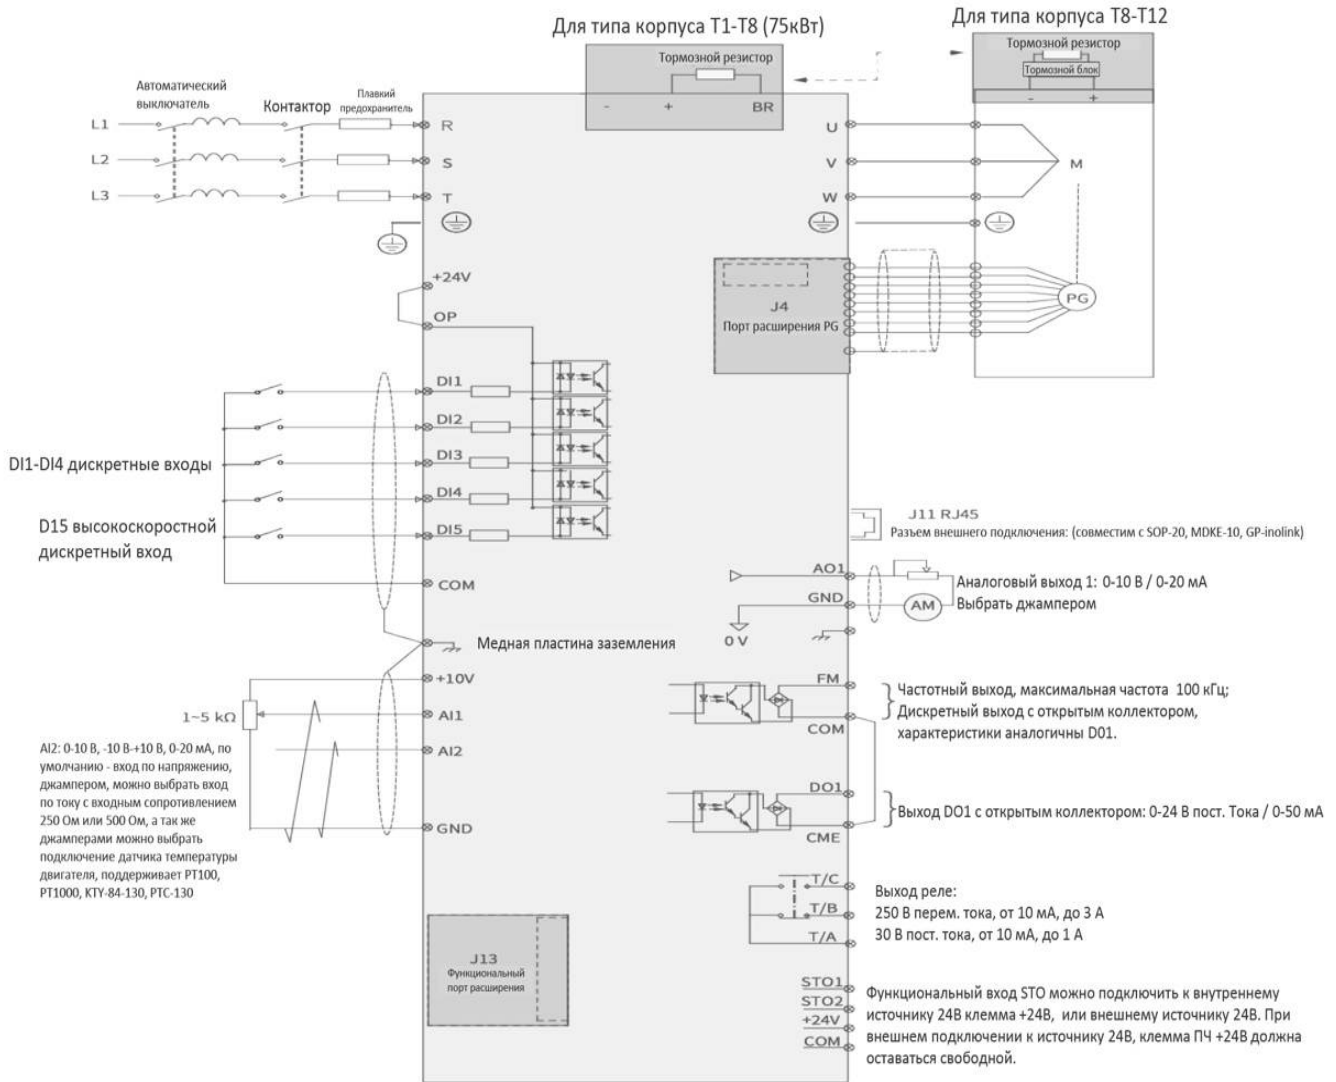 Для типа корпуса T1-T8 (75кВт)
Для типа корпуса T8-T12
Тормозной резистор
- + BR
Тормозной резистор
Тормозной блок
- +
Автоматический
выключатель
Контактор
Плавкий
предохранитель
L1
L2
L3
R
S
T
U
V
W
M
PG
J4
Порт расширения PG
+24V
OP
DI1
DI2
DI3
DI4
DI5
COM
DI1-DI4 дискретные входы
D15 высокоскоростной
дискретный вход
J11 RJ45
Разъем внешнего подключения: (совместим с SOP-20, MDKE-10, GP-inolink)
AO1
GND
0 V
AM
Аналоговый выход 1: 0-10 В / 0-20 мА
Выбрать джампером
Медная пластина заземления
+10V
AI1
AI2
GND
1~5 kΩ
AI2: 0-10 В, -10 В-+10 В, 0-20 мА, по
умолчанию - вход по напряжению,
джампером, можно выбрать вход
по току с входным сопротивлением
250 Ом или 500 Ом, а так же
джамперами можно выбрать
подключение датчика температуры
двигателя, поддерживает PT100,
PT1000, KTY-84-130, PTC-130
FM
COM
Частотный выход, максимальная частота 100 кГц;
Дискретный выход с открытым коллектором,
характеристики аналогичны D01.
DO1
CME
Выход DO1 с открытым коллектором: 0-24 В пост. Тока / 0-50 мА
T/C
T/B
T/A
Выход реле:
250 В перем. тока, от 10 мА, до 3 А
30 В пост. тока, от 10 мА, до 1 А
J13
Функциональный
порт расширения
STO1
STO2
+24V
COM
Функциональный вход STO можно подключить к внутреннему
источнику 24В клемма +24В, или внешнему источнику 24В. При
внешнем подключении к источнику 24В, клемма ПЧ +24В должна
оставаться свободной.